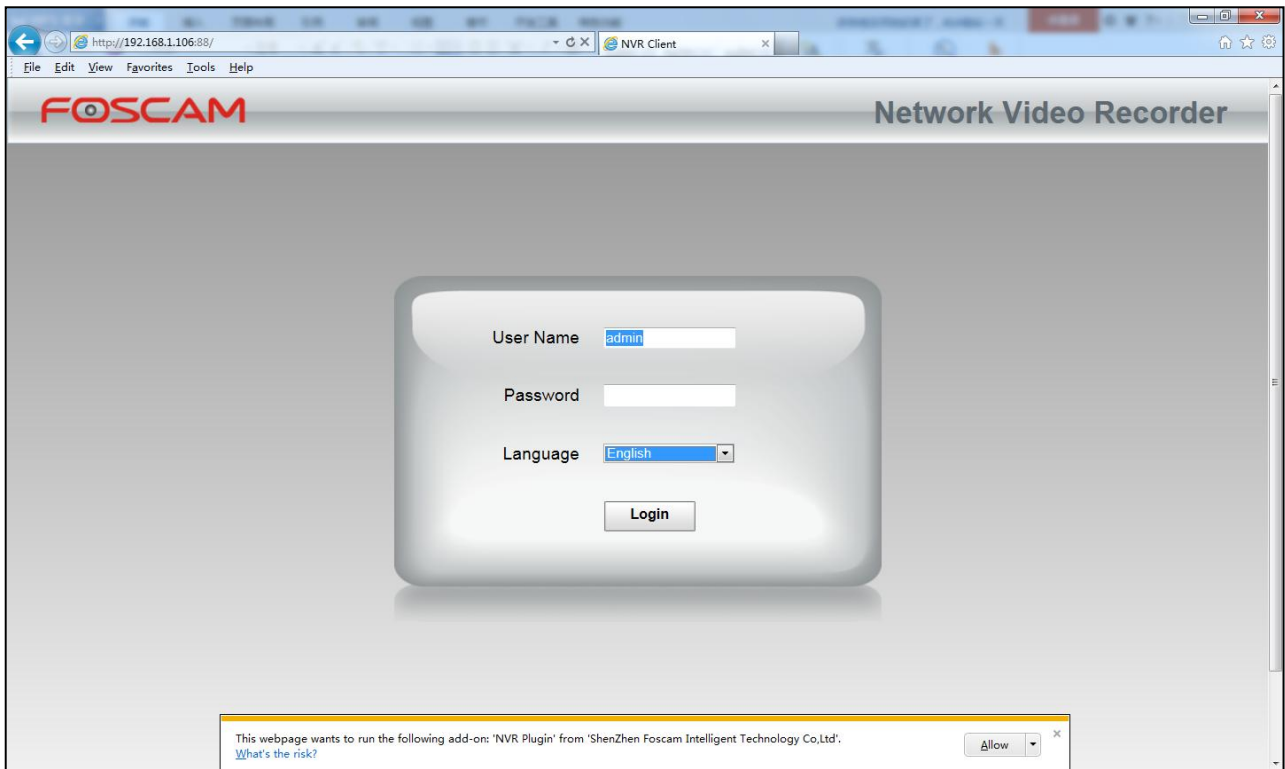 http://192.168.1.106:88/
NVR Client
File Edit View Favorites Tools Help
FOSCAM
Network Video Recorder
User Name admin
Password
Language English
Login
This webpage wants to run the following add-on: 'NVR Plugin' from 'ShenZhen Foscam Intelligent Technology Co,Ltd'.
What's the risk?
Allow